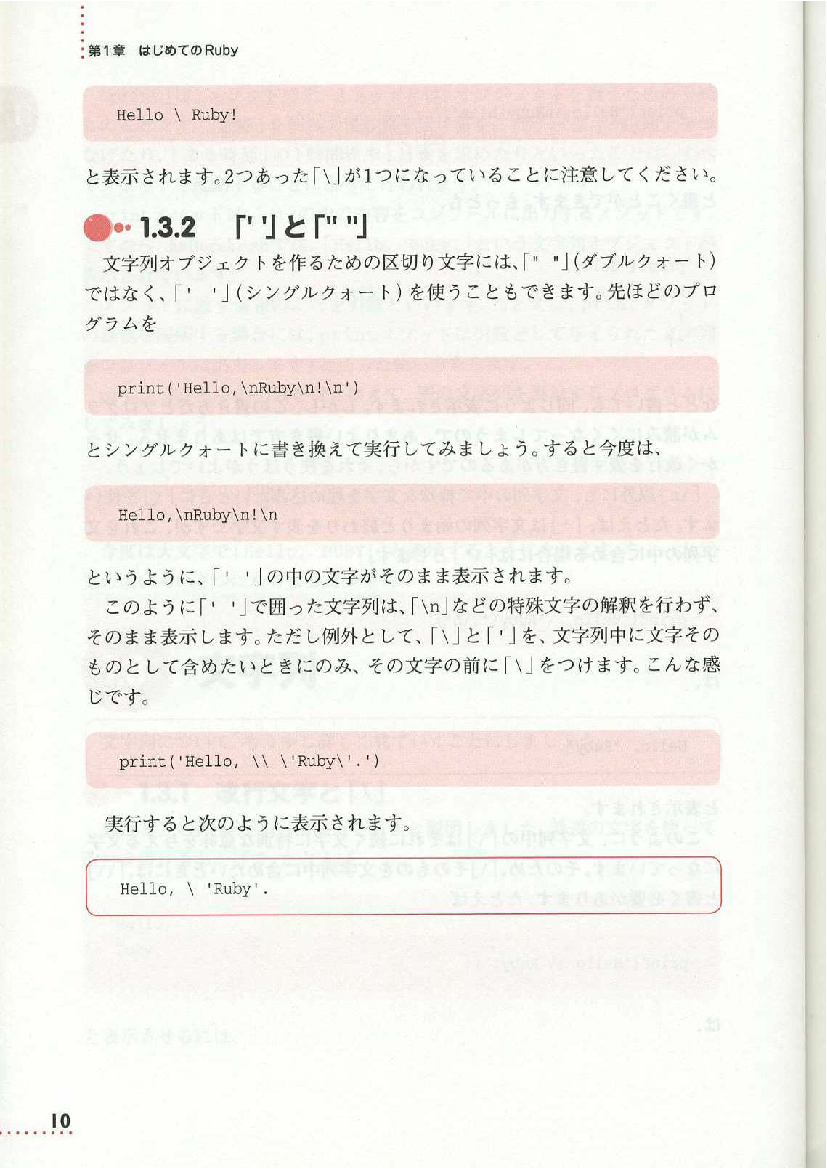 第1章　はじめてのRuby
Hello \ Ruby!
と表示されます。2つあった「\」が1つになっていることに注意してください。
1.3.2　「' '」と「" "」
文字列オブジェクトを作るための区切り文字には、「" "」(ダブルクォート)
ではなく、「' '」(シングルクォート)を使うこともできます。先ほどのプロ
グラムを
print('Hello,\nRuby\n!\n')
とシングルクォートに書き換えて実行してみましょう。すると今度は、
Hello,\nRuby\n!\n
というように、「' '」の中の文字がそのまま表示されます。
このように「' '」で囲った文字列は、「\n」などの特殊文字の解釈を行わず、
そのまま表示します。ただし例外として、「\」と「'」を、文字列中に文字その
ものとして含めたいときにのみ、その文字の前に「\」をつけます。こんな感
じです。
print('Hello, \\ \'Ruby\'.')
実行すると次のように表示されます。
Hello, \ 'Ruby'.
10